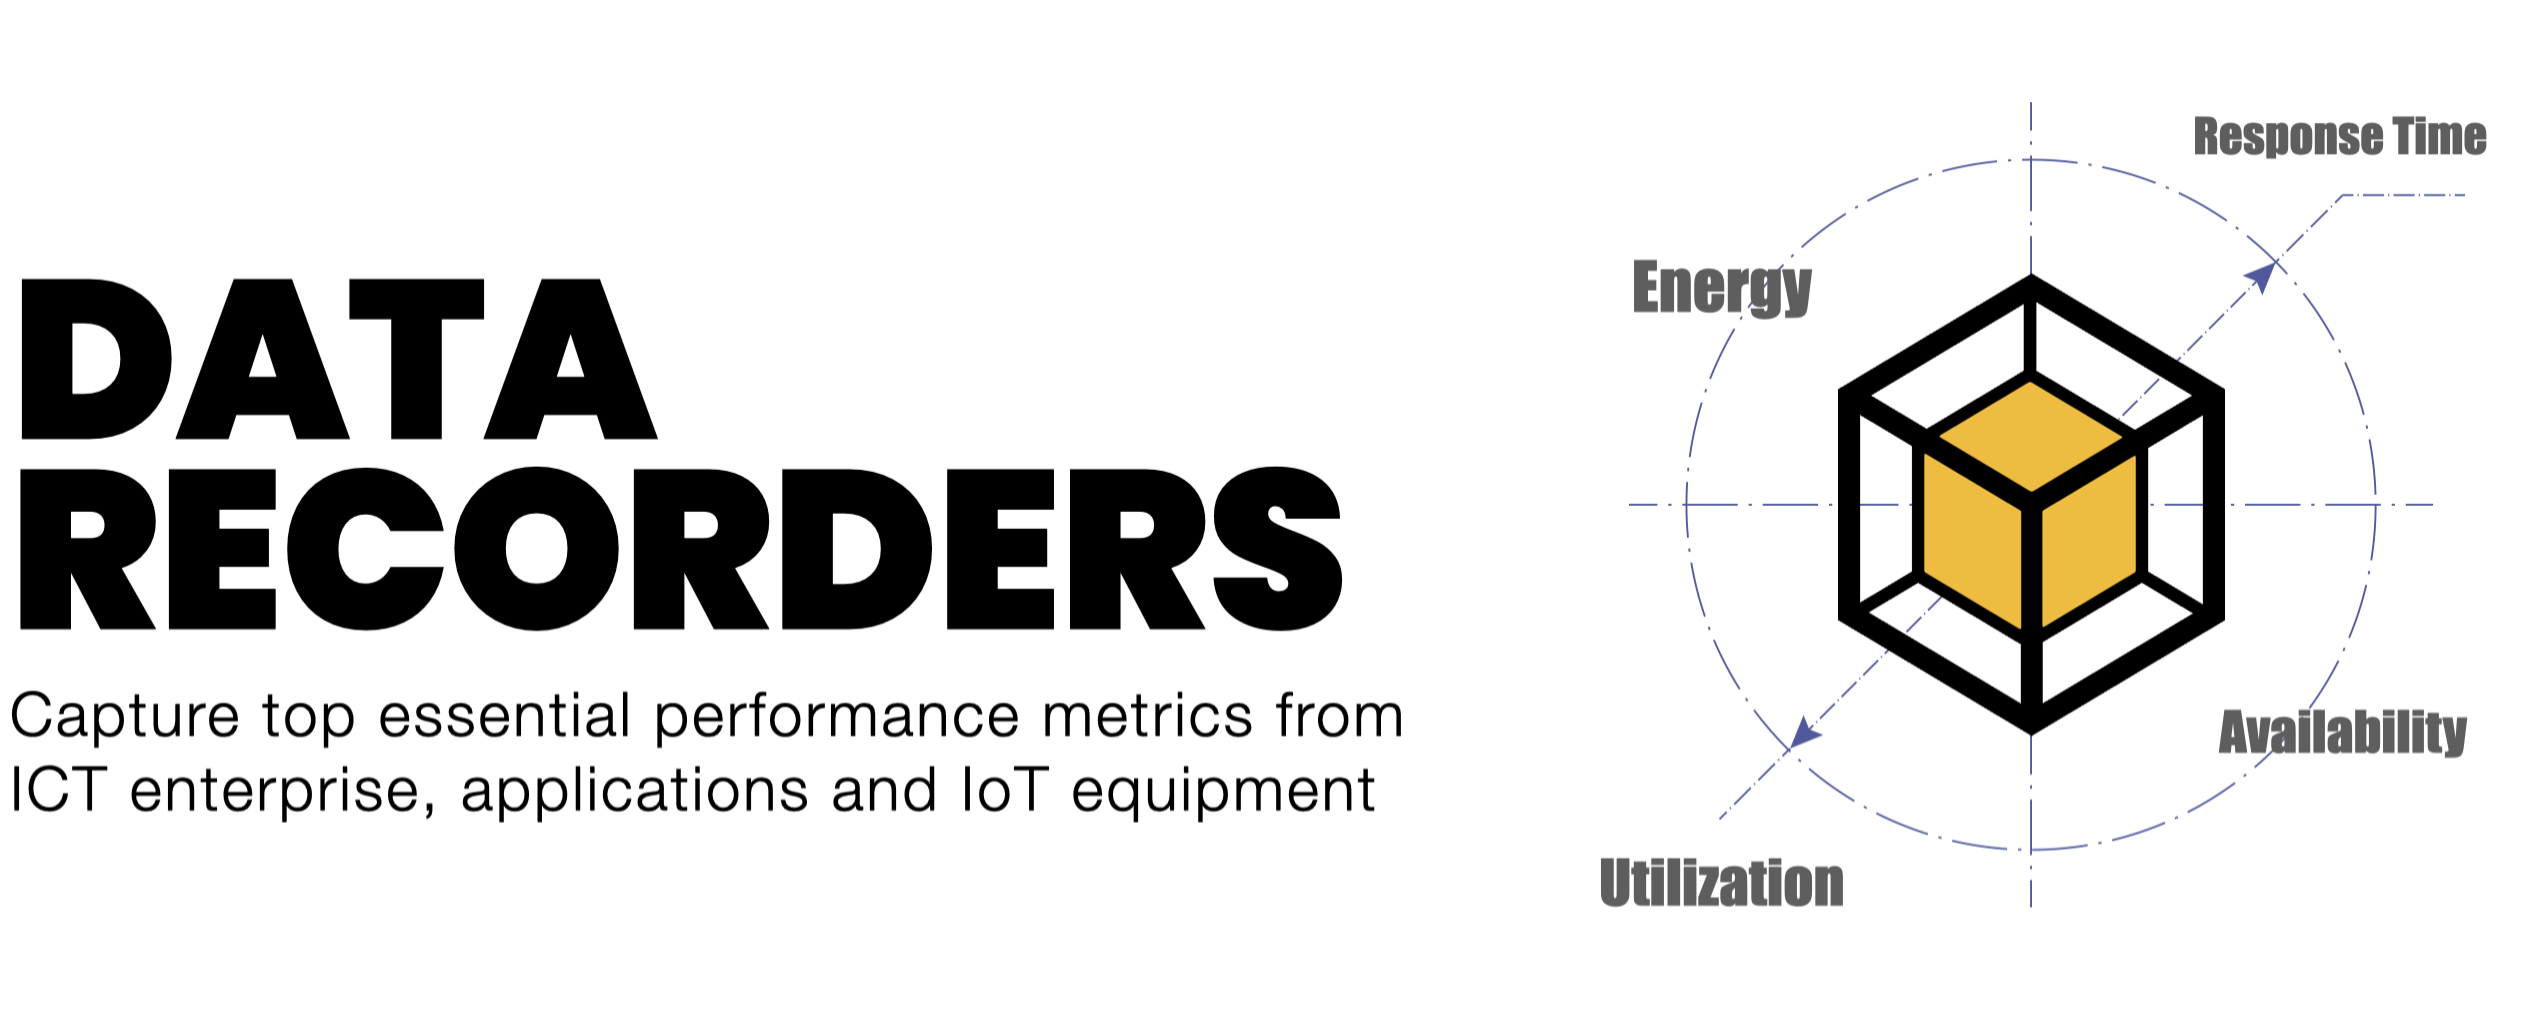 DATA
RECORDERS
Capture top essential performance metrics from
ICT enterprise, applications and IoT equipment
Response Time
Energy
Availability
Utilization